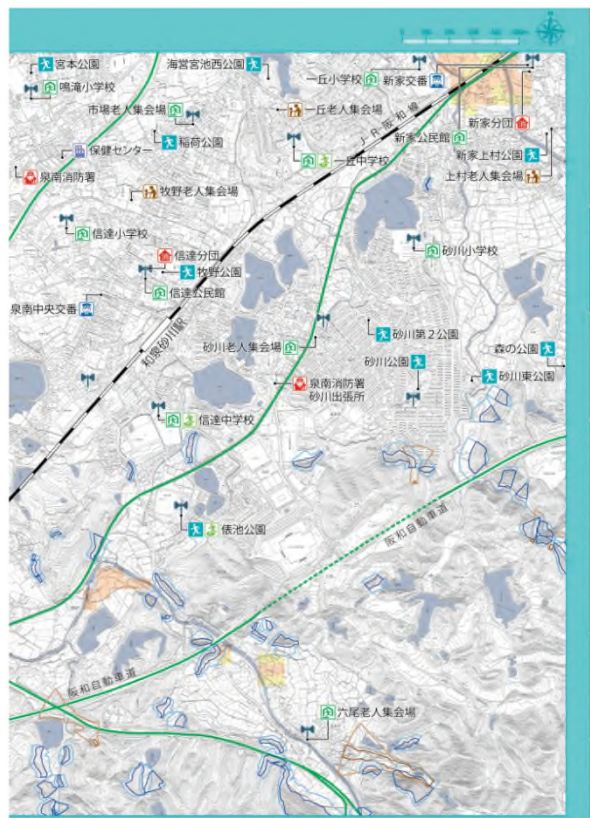 宮本公園
海営宮池西公園
一丘小学校
新家交番
鳴滝小学校
市場老人集会場
一丘老人集会場
JR阪和線
新家公民館
新家分団
稲荷公園
保健センター
一丘中学校
新家上村公園
上村老人集会場
泉南消防署
牧野老人集会場
信達小学校
砂川小学校
信達分団
牧野公園
信達公民館
泉南中央交番
和泉砂川駅
砂川第2公園
砂川老人集会場
砂川公園
森の公園
砂川東公園
泉南消防署
砂川出張所
信達中学校
俵池公園
阪和自動車道
阪和自動車道
六尾老人集会場